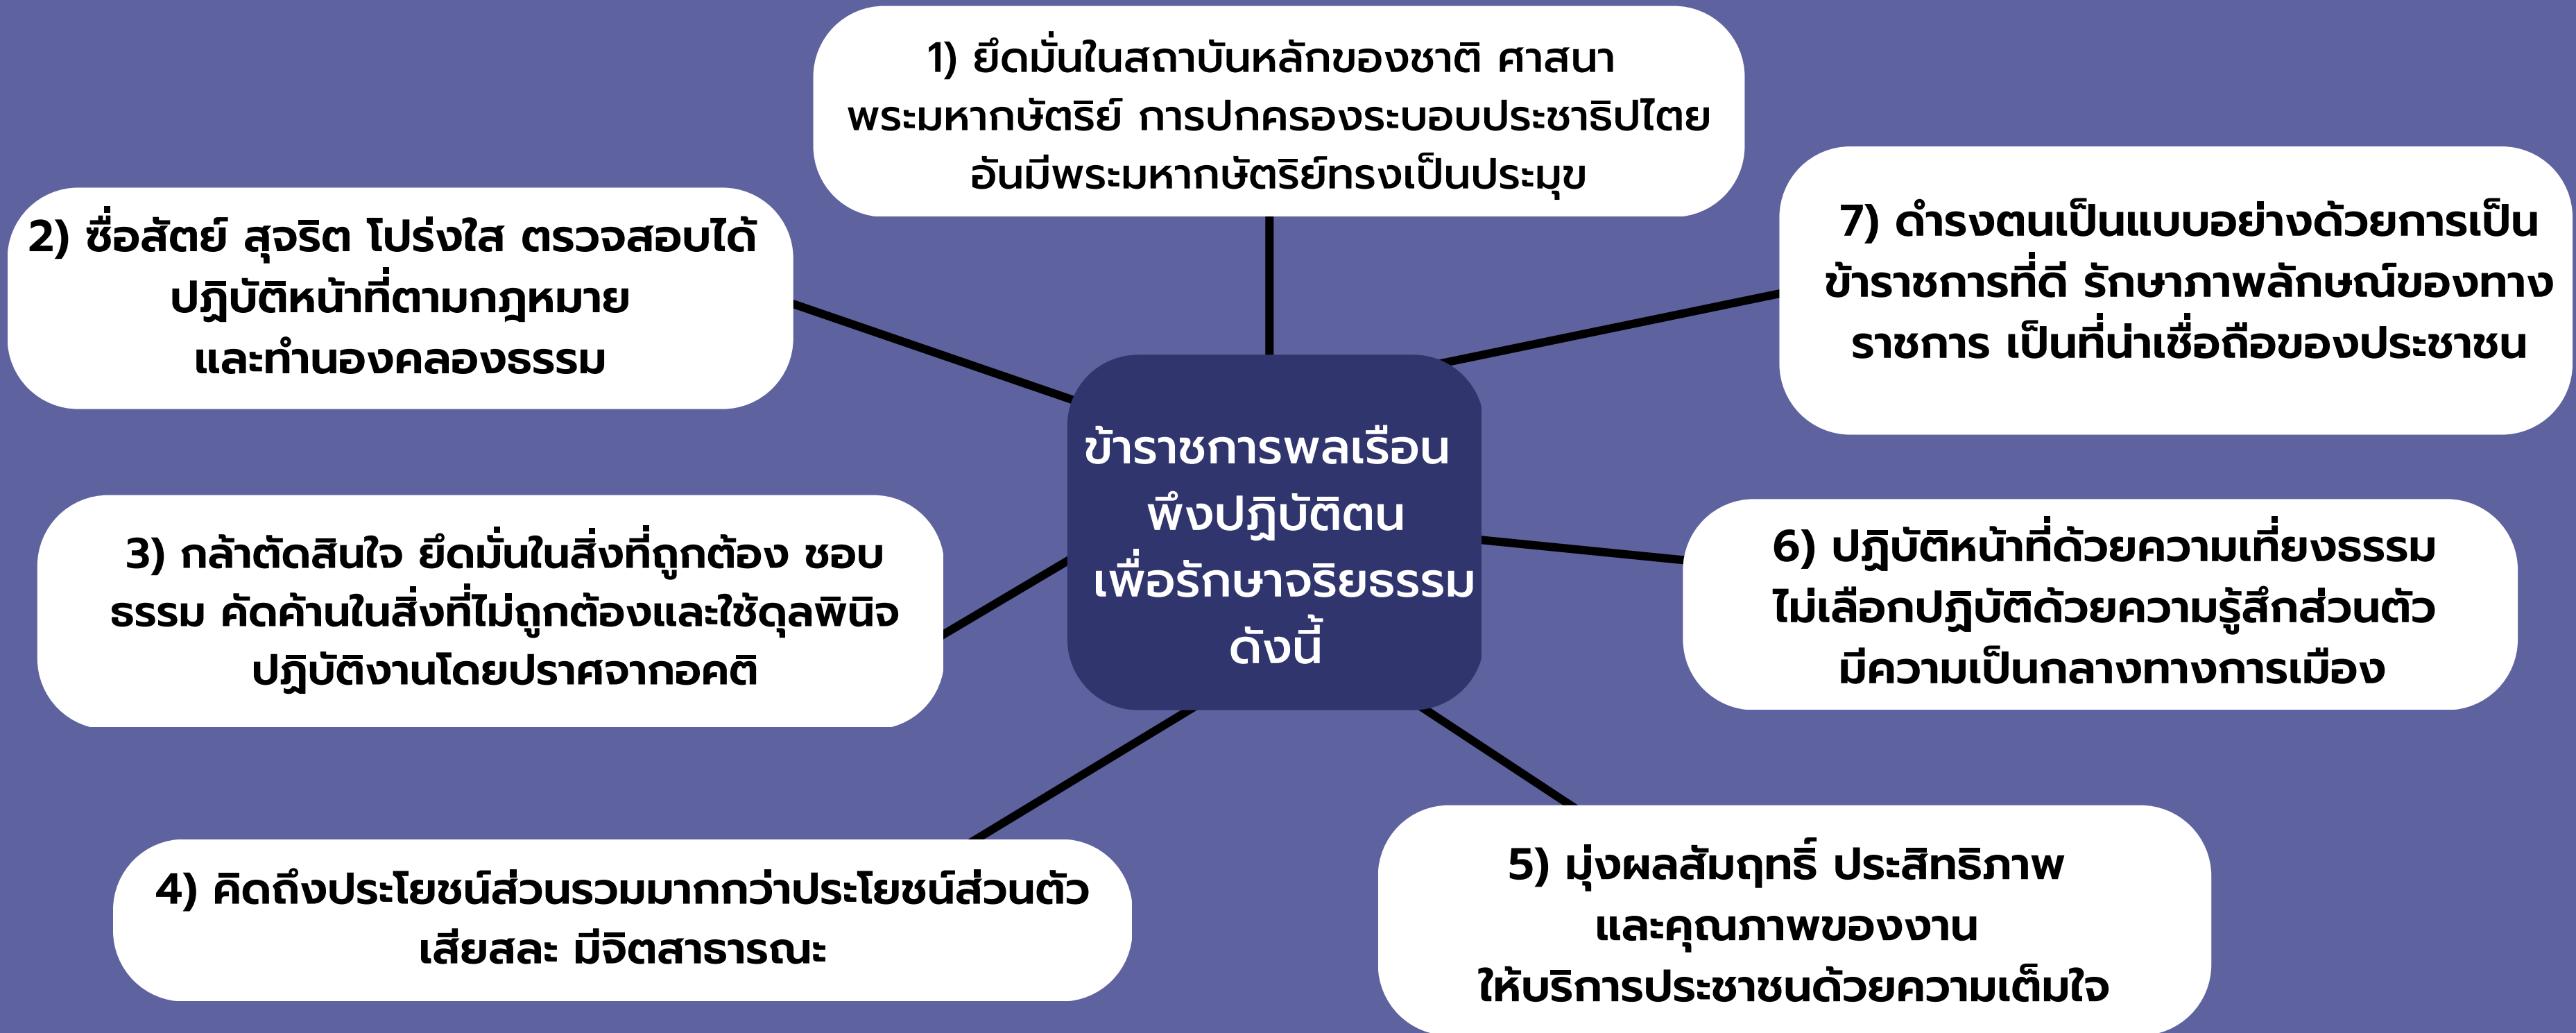 ข้าราชการพลเรือน
พึงปฏิบัติตน
เพื่อรักษาจริยธรรม
ดังนี้
1) ยึดมั่นในสถาบันหลักของชาติ ศาสนา
พระมหากษัตริย์ การปกครองระบอบประชาธิปไตย
อันมีพระมหากษัตริย์ทรงเป็นประมุข
2) ซื่อสัตย์ สุจริต โปร่งใส ตรวจสอบได้
ปฏิบัติหน้าที่ตามกฎหมาย
และทำนองคลองธรรม
3) กล้าตัดสินใจ ยึดมั่นในสิ่งที่ถูกต้อง ชอบ
ธรรม คัดค้านในสิ่งที่ไม่ถูกต้องและใช้ดุลพินิจ
ปฏิบัติงานโดยปราศจากอคติ
4) คิดถึงประโยชน์ส่วนรวมมากกว่าประโยชน์ส่วนตัว
เสียสละ มีจิตสาธารณะ
5) มุ่งผลสัมฤทธิ์ ประสิทธิภาพ
และคุณภาพของงาน
ให้บริการประชาชนด้วยความเต็มใจ
6) ปฏิบัติหน้าที่ด้วยความเที่ยงธรรม
ไม่เลือกปฏิบัติด้วยความรู้สึกส่วนตัว
มีความเป็นกลางทางการเมือง
7) ดำรงตนเป็นแบบอย่างด้วยการเป็น
ข้าราชการที่ดี รักษาภาพลักษณ์ของทาง
ราชการ เป็นที่น่าเชื่อถือของประชาชน